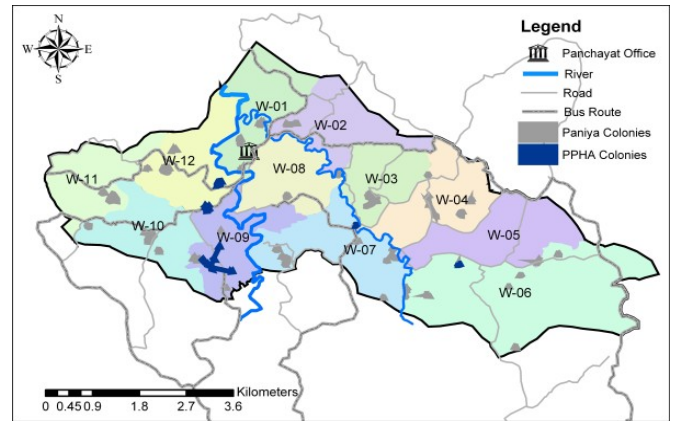 N
W
E
S
Legend
Panchayat Office
River
Road
Bus Route
Paniya Colonies
PPHA Colonies
W-01
W-02
W-12
W-11
W-08
W-03
W-04
W-10
W-09
W-07
W-05
W-06
Kilometers
0 0.45 0.9 1.8 2.7 3.6